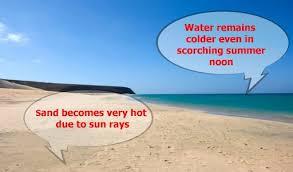 Water remains
colder even in
scorching summer
noon
Sand becomes very hot
due to sun rays